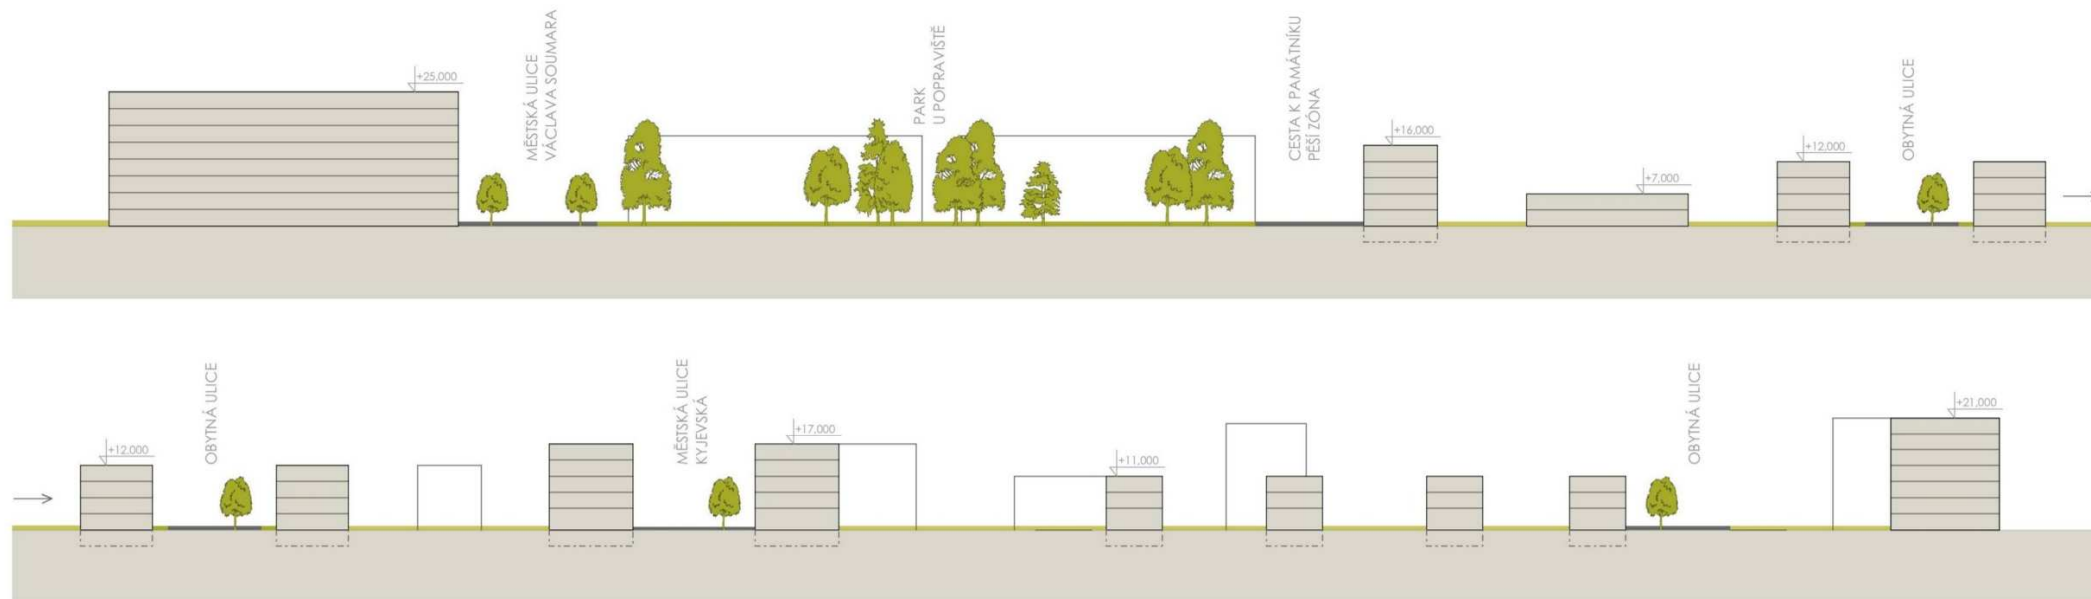 +25,000
MĚSTSKÁ ULICE
VÁCLAVA SOUMARA
PARK
U POPRAVIŠTĚ
CESTA K PAMÁTNÍKU
PĚŠÍ ZÓNA
+16,000
+7,000
+12,000
OBYTNÁ ULICE
+12,000
OBYTNÁ ULICE
MĚSTSKÁ ULICE
KYJEVSKÁ
+17,000
+11,000
OBYTNÁ ULICE
+21,000